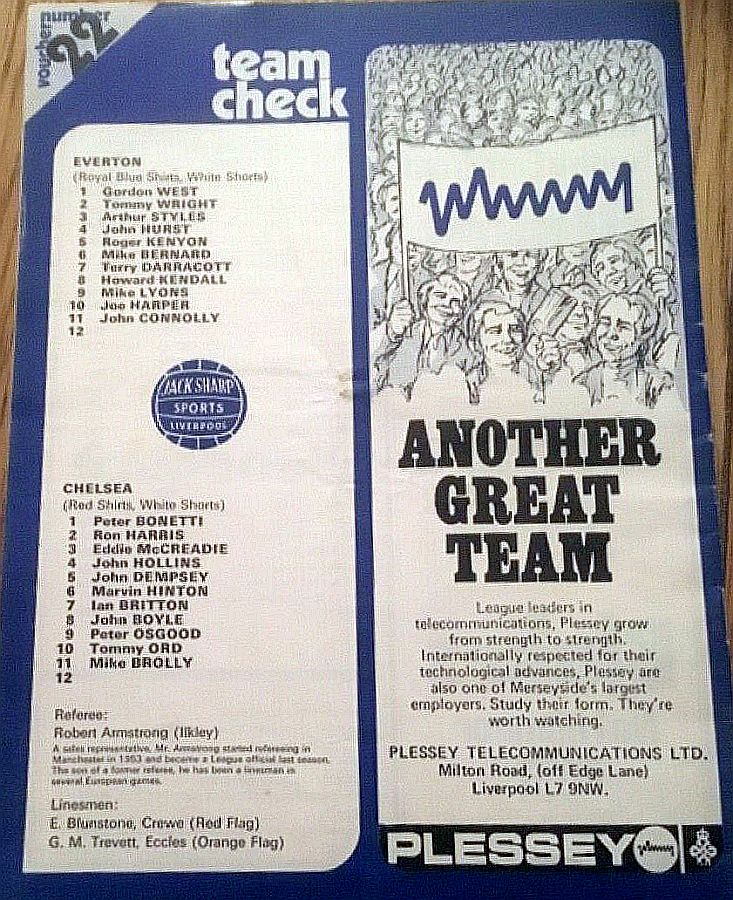 vouchers number
22
team
check
EVERTON
(Royal Blue Shirts, White Shorts)
1 Gordon WEST
2 Tommy WRIGHT
3 Arthur STYLES
4 John HURST
5 Roger KENYON
6 Mike BERNARD
7 Terry DARRACOTT
8 Howard KENDALL
9 Mike LYONS
10 Joe HARPER
11 John CONNOLLY
12
JACK SHARP
SPORTS
LIVERPOOL
CHELSEA
(Red Shirts, White Shorts)
1 Peter BONETTI
2 Ron HARRIS
3 Eddie McCREADIE
4 John HOLLINS
5 John DEMPSEY
6 Marvin HINTON
7 Ian BRITTON
8 John BOYLE
9 Peter OSGOOD
10 Tommy ORD
11 Mike BROLLY
12
Referee:
Robert Armstrong (Ilkley)
A sales representative, Mr. Armstrong started refereeing in
Manchester in 1953 and became a League official last season.
The son of a former referee, he has been a linesman in
several European games.
Linesmen:
E. Blunstone, Crewe (Red Flag)
G. M. Trevett, Eccles (Orange Flag)
ANOTHER
GREAT
TEAM
League leaders in
telecommunications, Plessey grow
from strength to strength.
Internationally respected for their
technological advances, Plessey are
also one of Merseyside's largest
employers. Study their form. They're
worth watching.
PLESSEY TELECOMMUNICATIONS LTD.
Milton Road, (off Edge Lane)
Liverpool L7 9NW.
PLESSEY